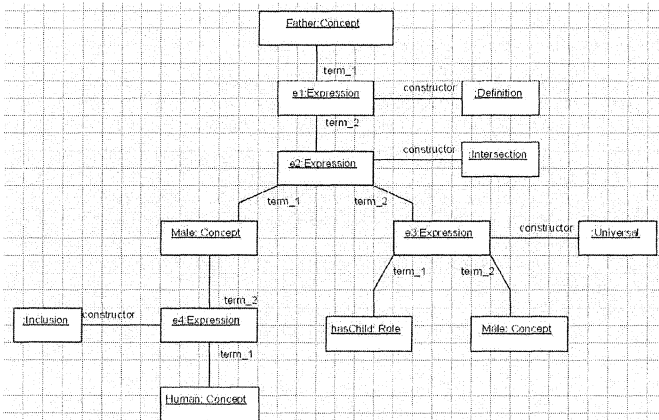 Father:Concept
term_1
e1:Expression
constructor
:Definition
term_2
e2:Expression
constructor
:Intersection
term_1
term_2
Male: Concept
e3:Expression
constructor
:Universal
term_1
term_2
term_2
:Inclusion
constructor
e4:Expression
hasChild: Role
Male: Concept
term_1
Human: Concept